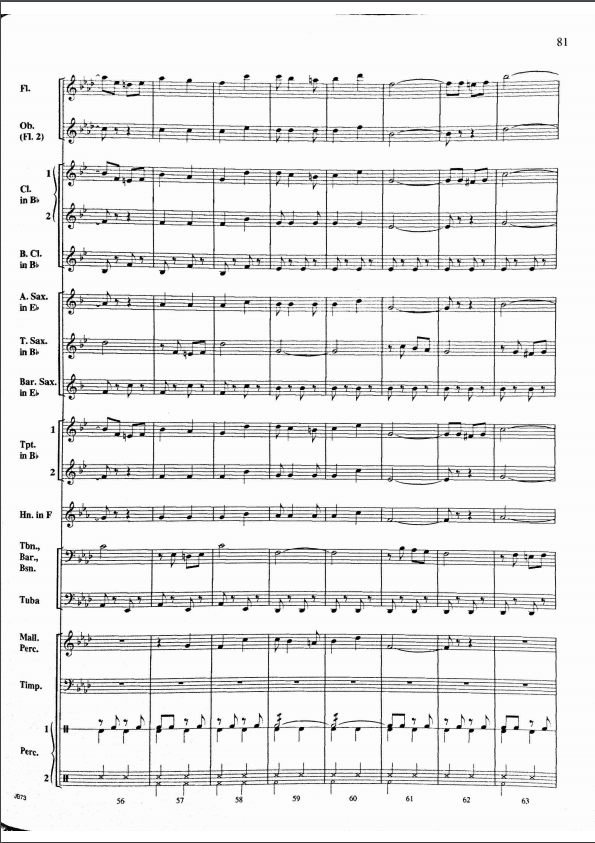 81
Fl.
Ob.
(Fl. 2)
1
Cl.
in B♭
2
B. Cl.
in B♭
A. Sax.
in E♭
T. Sax.
in B♭
Bar. Sax.
in E♭
1
Tpt.
in B♭
2
Hn. in F
Tbn.,
Bar.,
Bsn.
Tuba
Mall.
Perc.
Timp.
1
Perc.
2
JB73
56 57 58 59 60 61 62 63